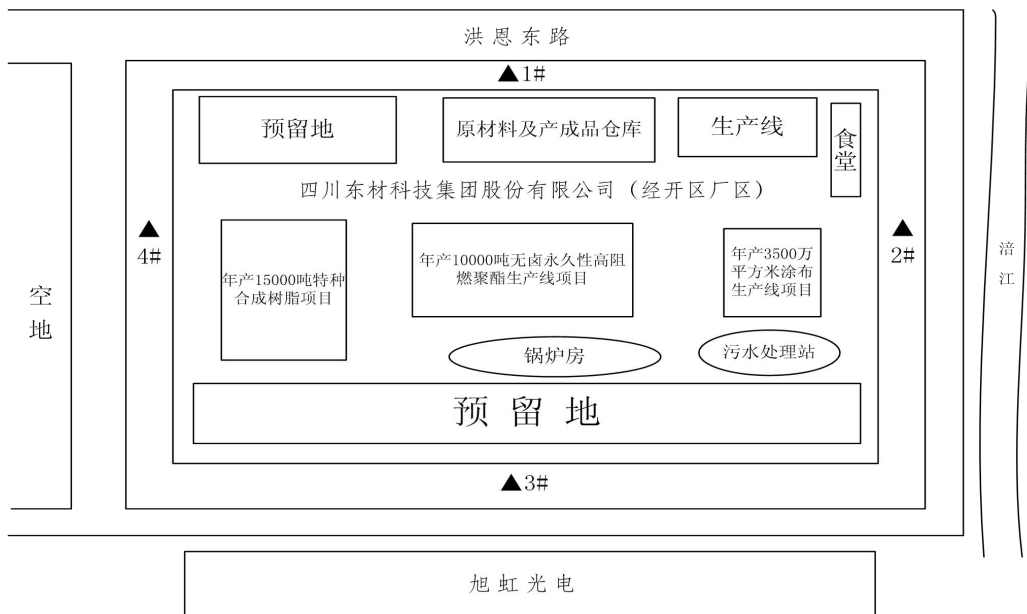 洪恩东路
▲1#
预留地
原材料及产成品仓库
生产线
食堂
四川东材科技集团股份有限公司（经开区厂区）
▲
4#
▲
2#
涪江
空地
年产15000吨特种
合成树脂项目
年产10000吨无卤永久性高阻
燃聚酯生产线项目
年产3500万
平方米涂布
生产线项目
锅炉房
污水处理站
预留地
▲3#
旭虹光电